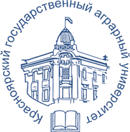 Красноярский государственный аграрный университет